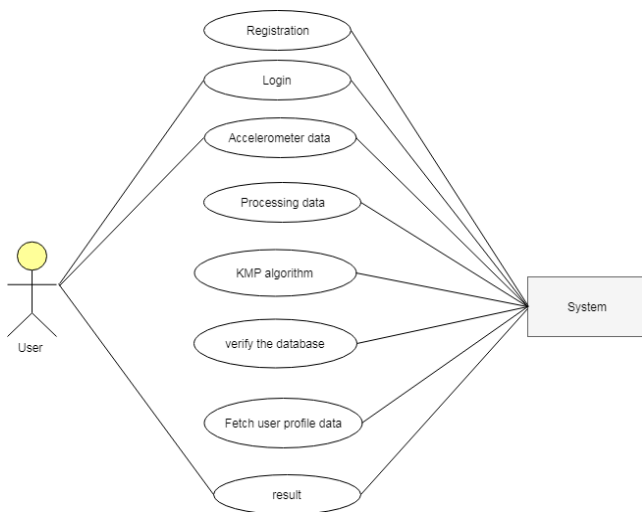 Registration
Login
Accelerometer data
Processing data
KMP algorithm
System
User
verify the database
Fetch user profile data
result